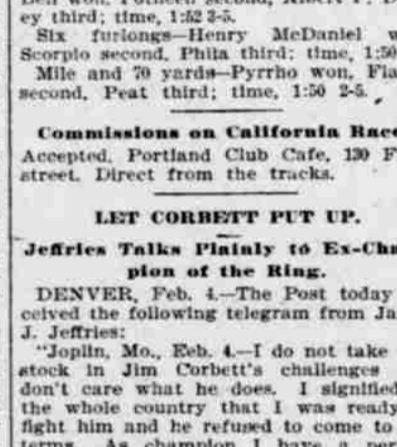 ey third; time, 1:52 3-5.
Six furlongs—Henry McDaniel w
Scorpio second, Phila third; time, 1:50
Mile and 70 yards—Pyrrho won, Fla
second, Peat third; time, 1:50 2-5.
Commissions on California Race
Accepted. Portland Club Cafe, 130 F
street. Direct from the tracks.
LET CORBETT PUT UP.
Jeffries Talks Plainly to Ex-Cha
pion of the Ring.
DENVER, Feb. 4.—The Post today
ceived the following telegram from Ja
J. Jeffries:
"Joplin, Mo., Eeb. 4.—I do not take
stock in Jim Corbett's challenges
don't care what he does. I signified
the whole country that I was ready
fight him and he refused to come to
terms. As champion I have